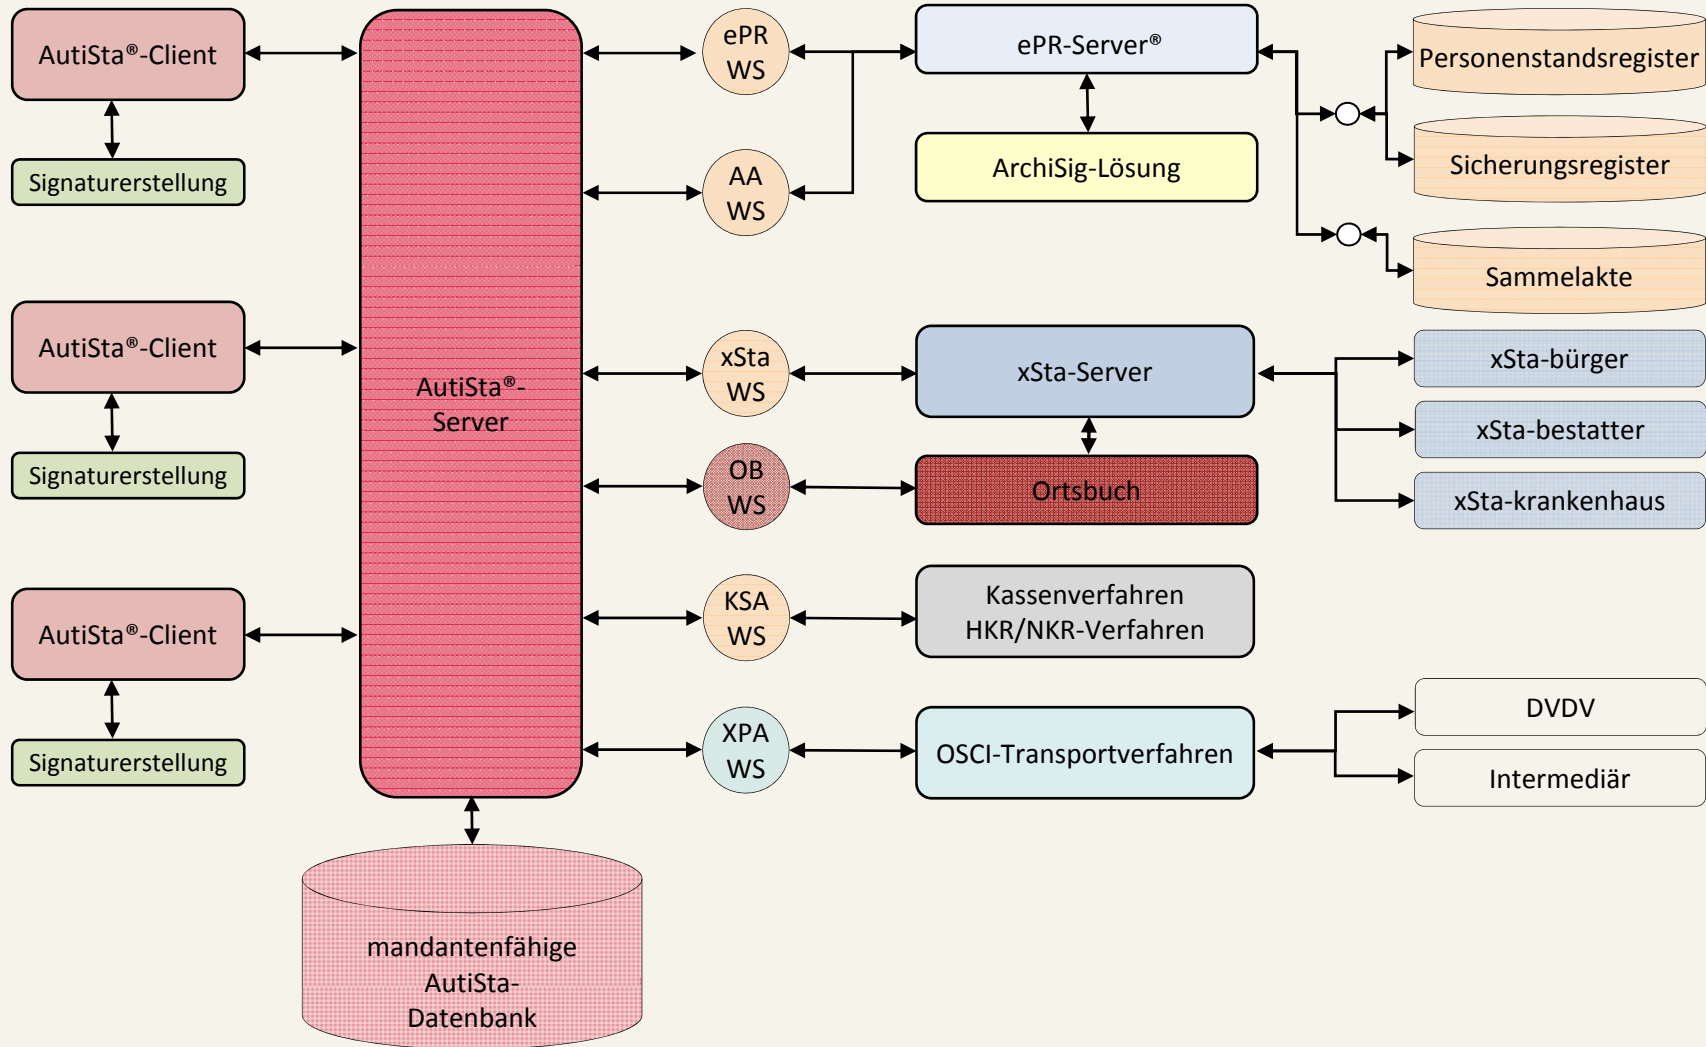 AutiSta®-Client
Signaturerstellung
AutiSta®-Client
Signaturerstellung
AutiSta®-Client
Signaturerstellung
AutiSta®-
Server
mandantenfähige
AutiSta-
Datenbank
ePR
WS
AA
WS
xSta
WS
OB
WS
KSA
WS
XPA
WS
ePR-Server®
ArchiSig-Lösung
xSta-Server
Ortsbuch
Kassenverfahren
HKR/NKR-Verfahren
OSCI-Transportverfahren
Personenstandsregister
Sicherungsregister
Sammelakte
xSta-bürger
xSta-bestatter
xSta-krankenhaus
DVDV
Intermediär